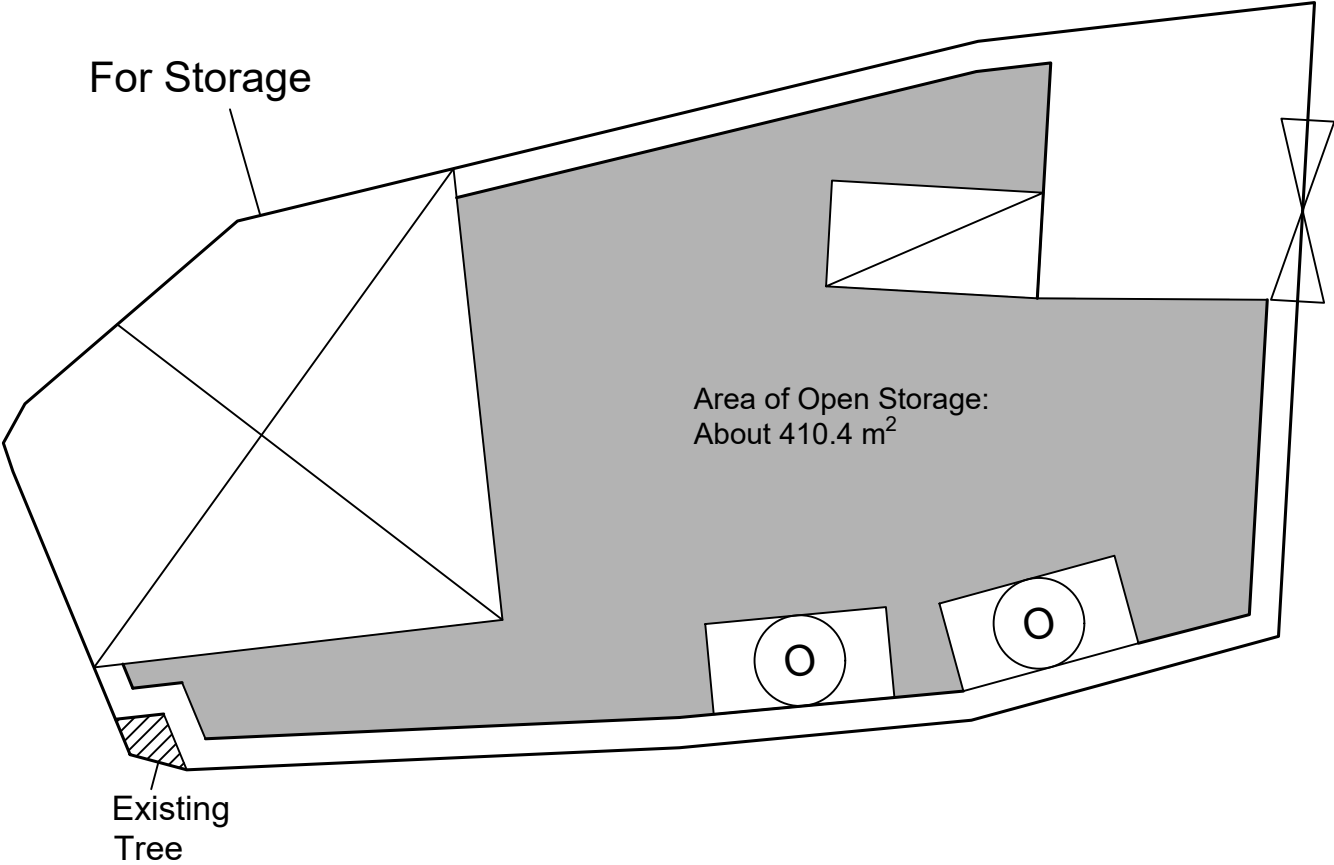 For Storage
Area of Open Storage:
About 410.4 m²
O
O
Existing
Tree